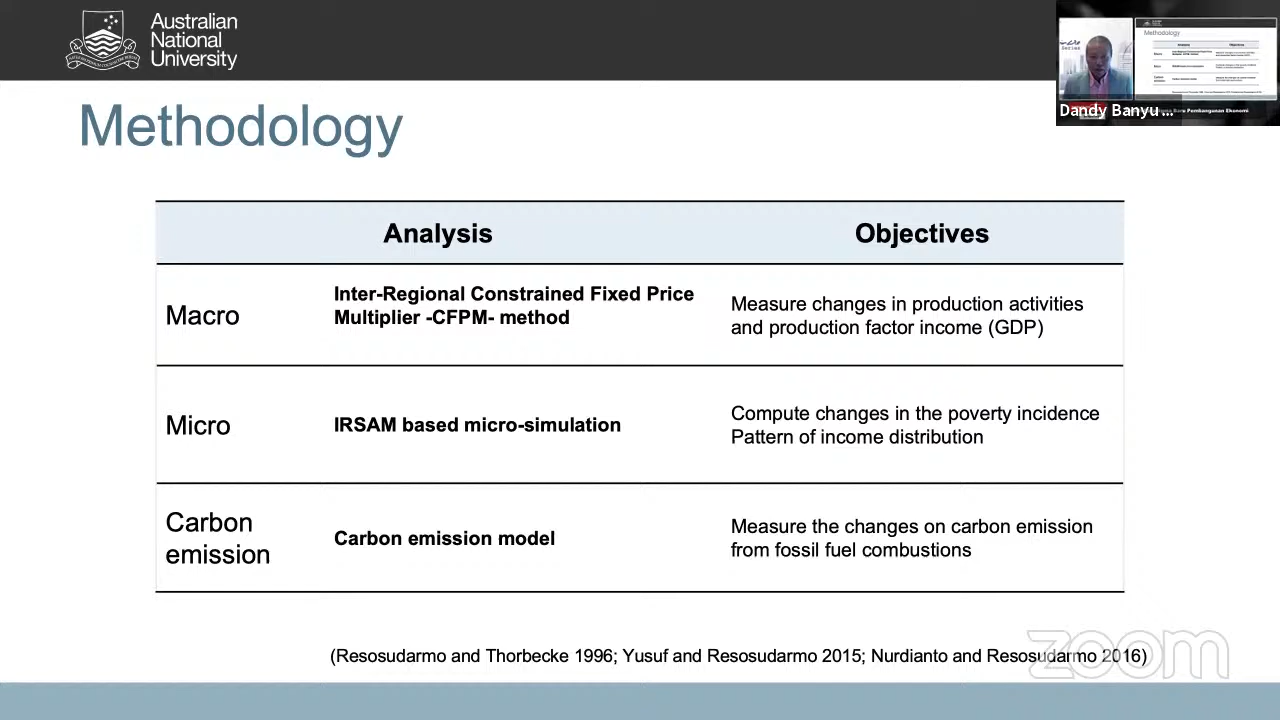 Australian
National
University
Dandy Banyu ...
Methodology
Analysis
Objectives
Macro
Inter-Regional Constrained Fixed Price
Multiplier -CFPM- method
Measure changes in production activities
and production factor income (GDP)
Micro
IRSAM based micro-simulation
Compute changes in the poverty incidence
Pattern of income distribution
Carbon
emission
Carbon emission model
Measure the changes on carbon emission
from fossil fuel combustions
(Resosudarmo and Thorbecke 1996; Yusuf and Resosudarmo 2015; Nurdianto and Resosudarmo 2016)
zoom